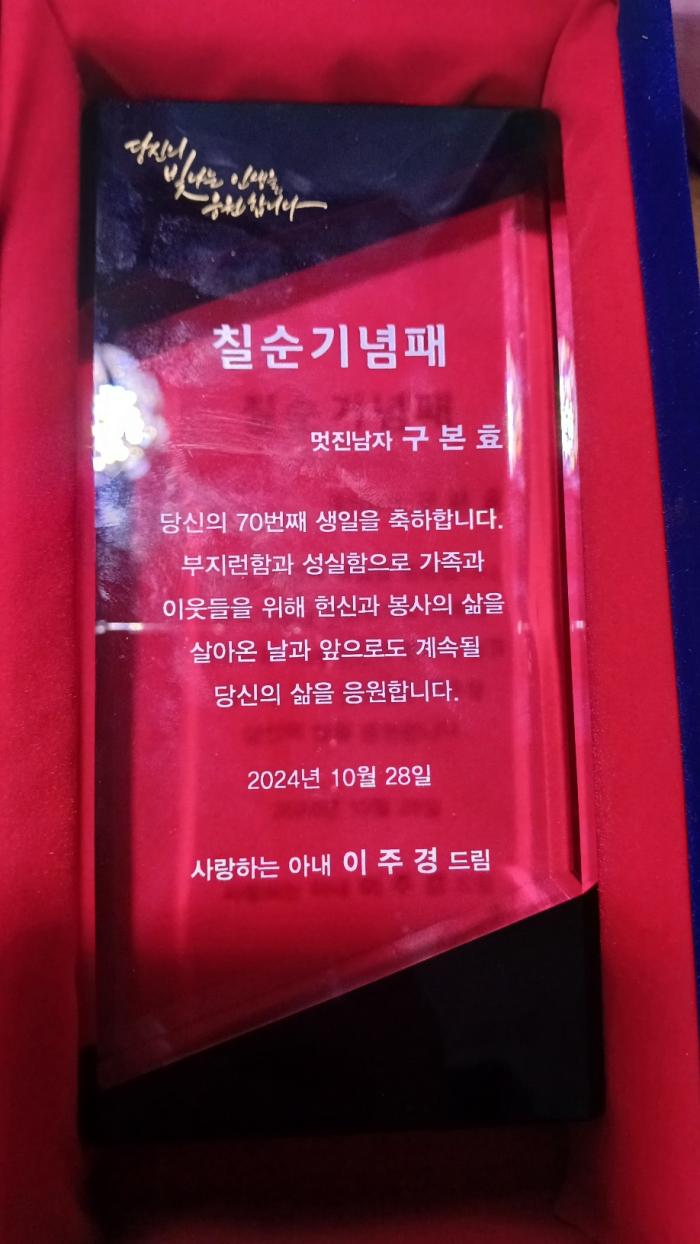 당신의
빛나는 인생을
응원합니다
칠순기념패
멋진남자 구 본 효
당신의 70번째 생일을 축하합니다.
부지런함과 성실함으로 가족과
이웃들을 위해 헌신과 봉사의 삶을
살아온 날과 앞으로도 계속될
당신의 삶을 응원합니다.
2024년 10월 28일
사랑하는 아내 이 주 경 드림